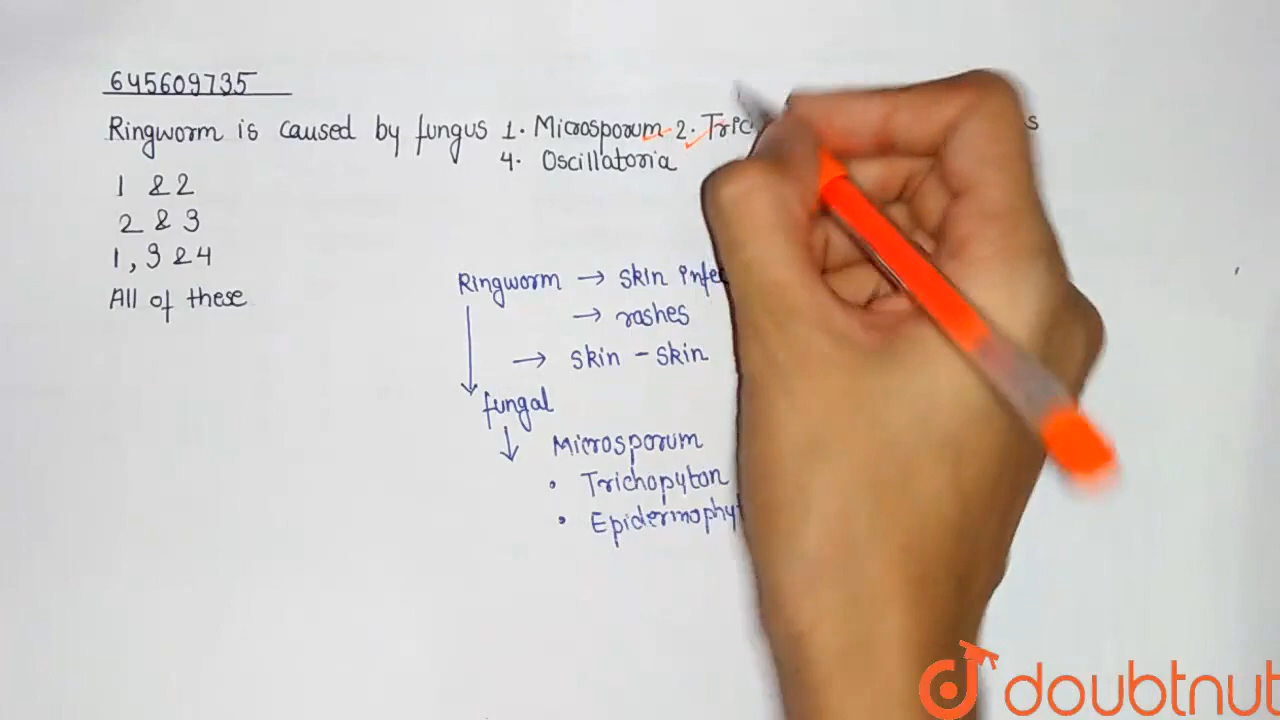 645609735
Ringworm is caused by fungus 1. Microsporum 2.
4. Oscillatoria
1 & 2
2 & 3
1, 3 & 4
All of these
Ringworm → skin
→ rashes
→ skin - skin
fungal
Microsporum
• Trichopyton
•
doubtnut